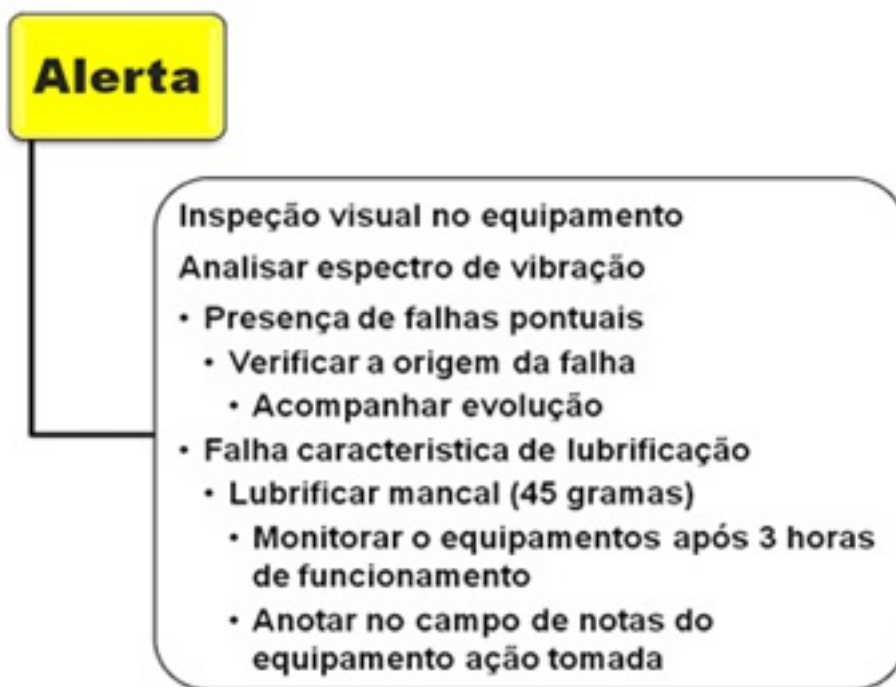 Alerta
Inspeção visual no equipamento
Analisar espectro de vibração
• Presença de falhas pontuais
• Verificar a origem da falha
• Acompanhar evolução
• Falha caracteristica de lubrificação
• Lubrificar mancal (45 gramas)
• Monitorar o equipamentos após 3 horas
de funcionamento
• Anotar no campo de notas do
equipamento ação tomada